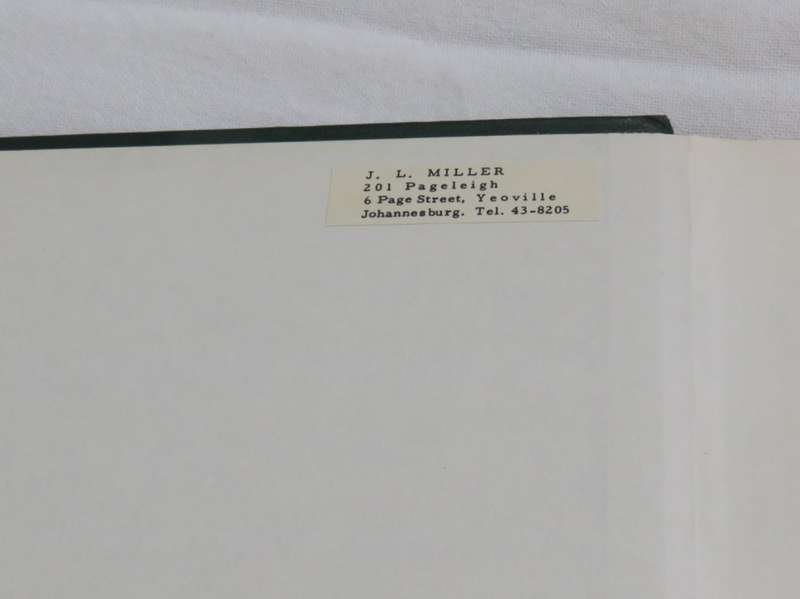 J. L. MILLER
201 Pageleigh
6 Page Street, Yeoville
Johannesburg. Tel. 43-8205